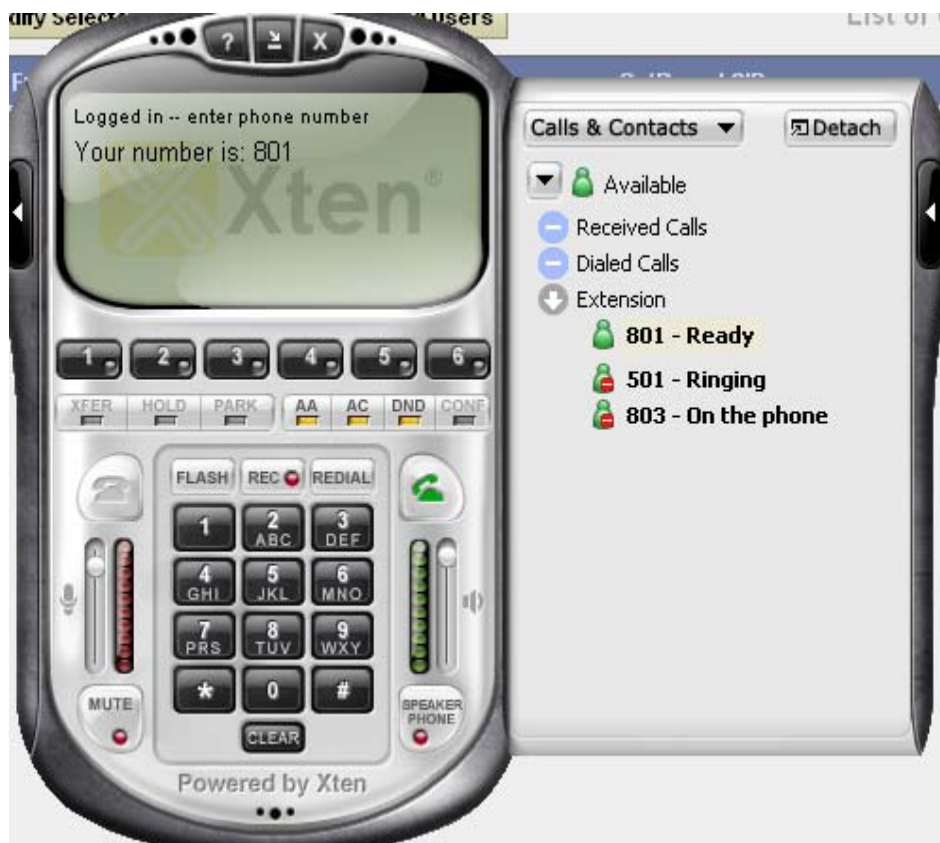 Users
List of
?
X
Logged in -- enter phone number
Your number is: 801
Xten®
Calls & Contacts
Detach
Available
Received Calls
Dialed Calls
Extension
801 - Ready
501 - Ringing
803 - On the phone
1 2 3 4 5 6
XFER HOLD PARK AA AC DND CONF
FLASH REC REDIAL
1 2 3
ABC DEF
4 5 6
GHI JKL MNO
7 8 9
PRS TUV WXY
* 0 #
CLEAR
MUTE
SPEAKER
PHONE
Powered by Xten